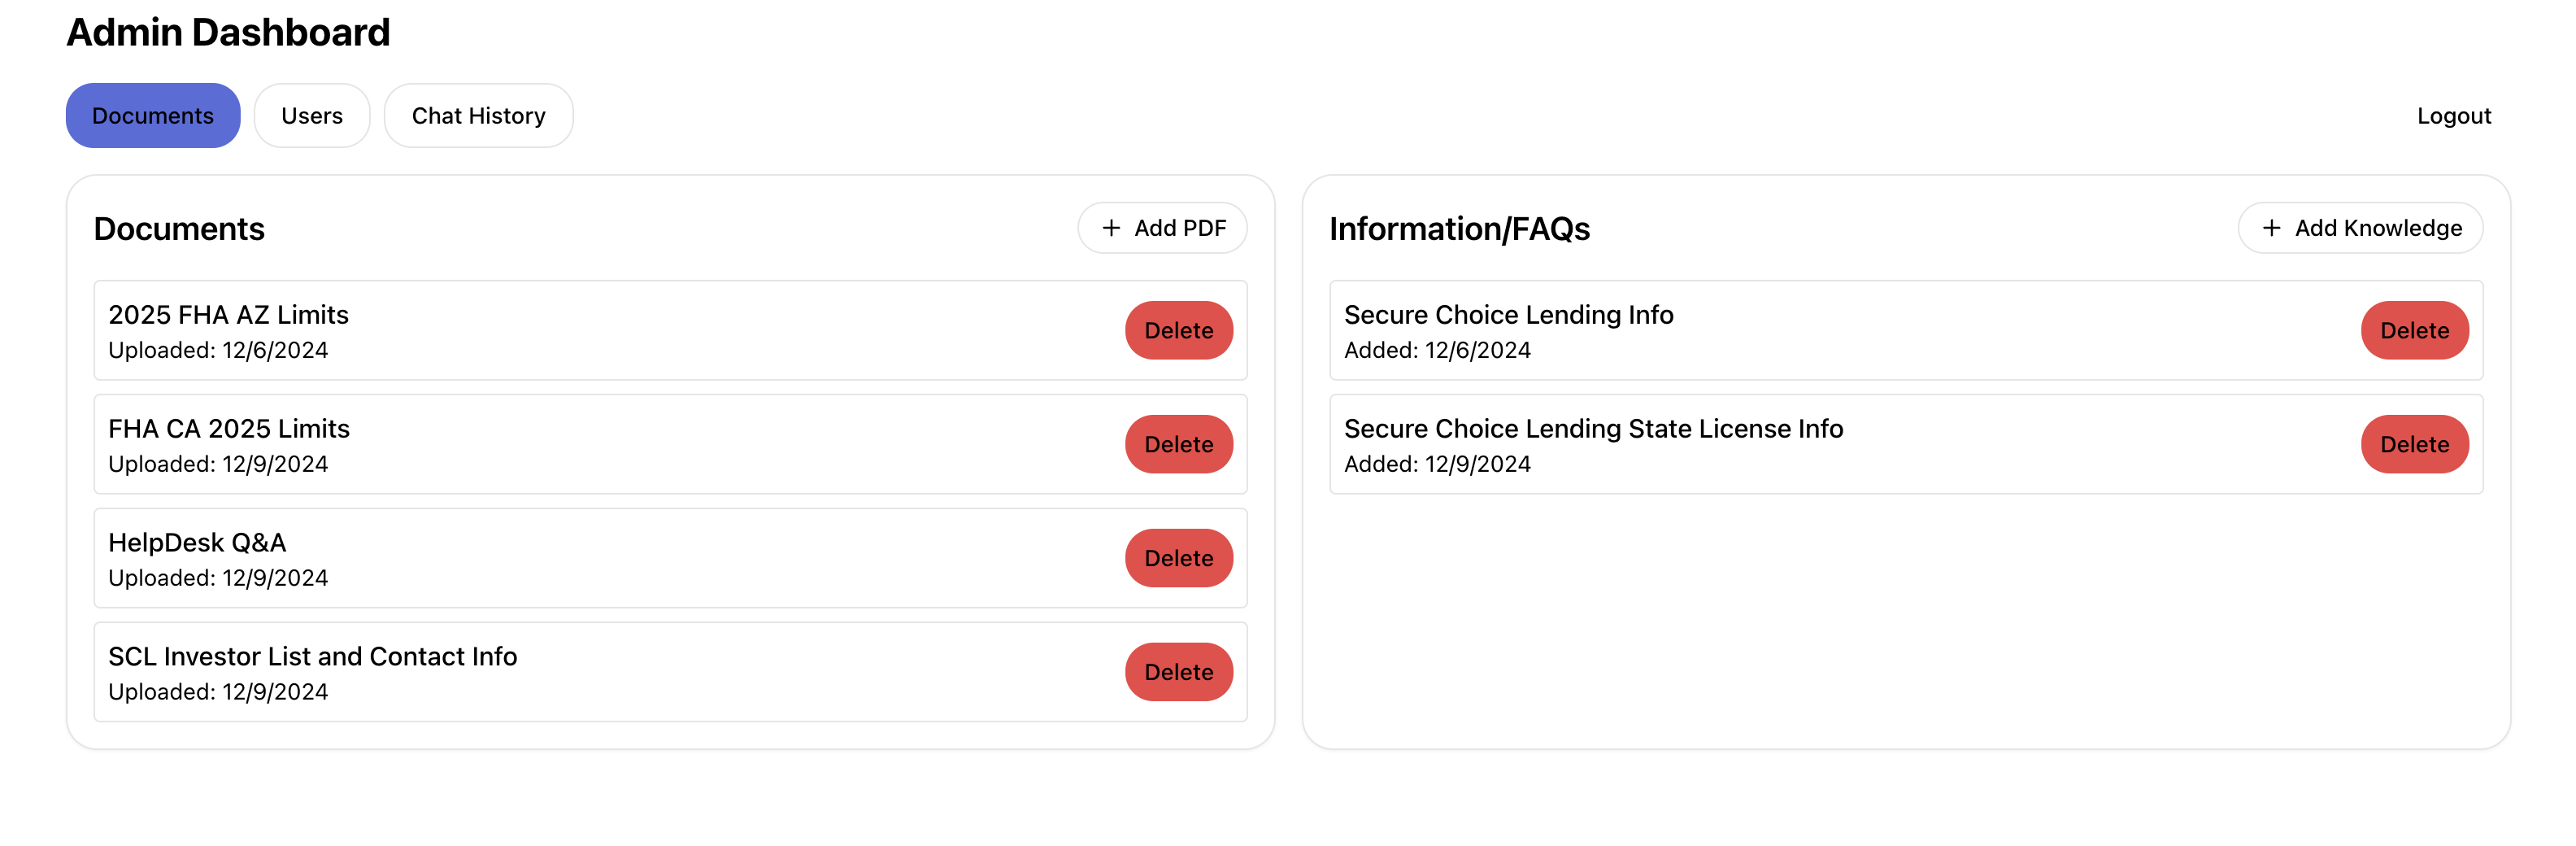 Admin Dashboard
Documents
Users
Chat History
Logout
Documents
+ Add PDF
2025 FHA AZ Limits
Uploaded: 12/6/2024
Delete
FHA CA 2025 Limits
Uploaded: 12/9/2024
Delete
HelpDesk Q&A
Uploaded: 12/9/2024
Delete
SCL Investor List and Contact Info
Uploaded: 12/9/2024
Delete
Information/FAQs
+ Add Knowledge
Secure Choice Lending Info
Added: 12/6/2024
Delete
Secure Choice Lending State License Info
Added: 12/9/2024
Delete